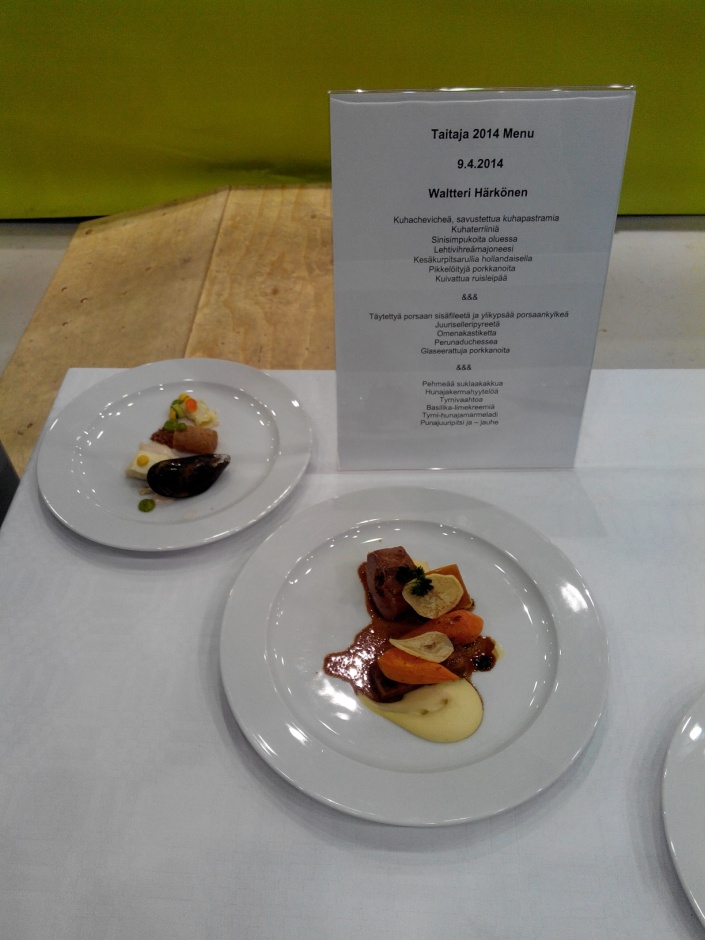 Taitaja 2014 Menu
9.4.2014
Waltteri Härkönen
Kuhachevicheä, savustettua kuhapastramia
Kuhaterriiniä
Sinisimpukoita oluessa
Lehtivihreämajoneesi
Kesäkurpitsarullia hollandaisella
Pikkelöityjä porkkanoita
Kuivattua ruisleipää
&&&
Täytettyä porsaan sisäfileetä ja ylikypsää porsaankylkeä
Juuriselleripyreetä
Omenakastiketta
Perunaduchessea
Glaseerattuja porkkanoita
&&&
Pehmeää suklaakakkua
Hunajakermahyytelöä
Tyrnivaahtoa
Basilika-limekreemiä
Tyrni-hunajamarmeladi
Punajuuripitsi ja – jauhe